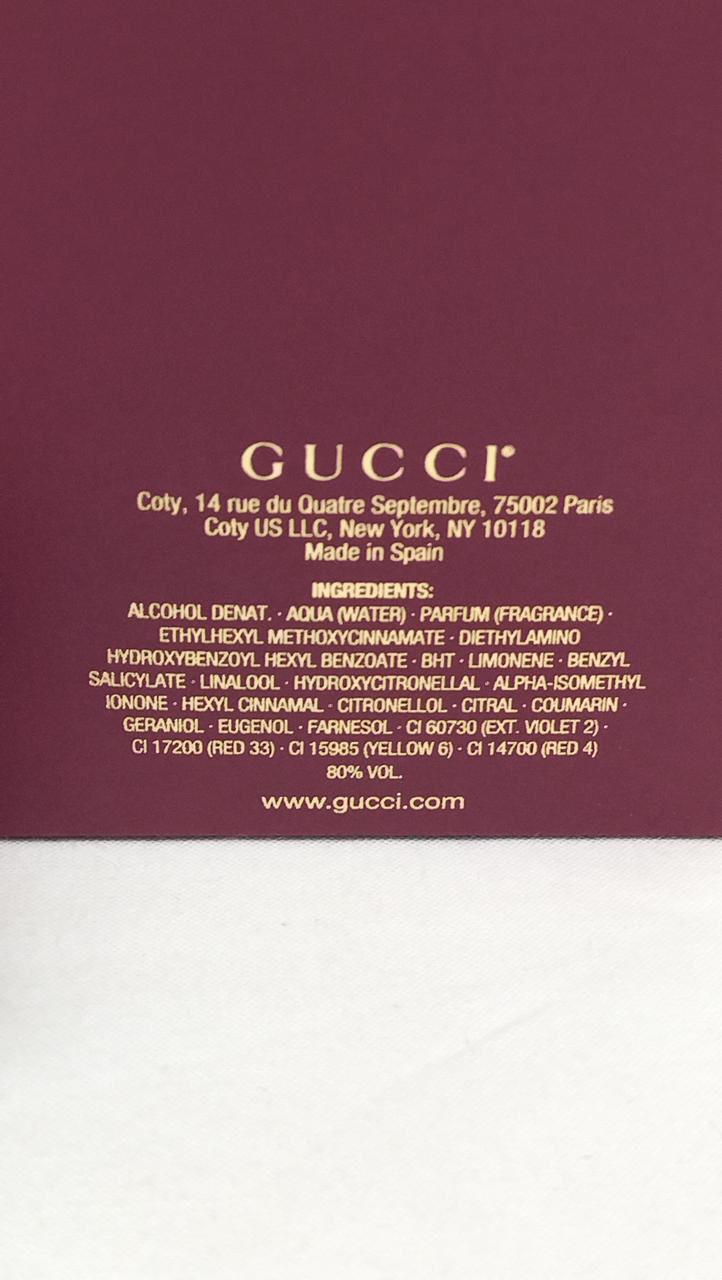 GUCCI®
Coty, 14 rue du Quatre Septembre, 75002 Paris
Coty US LLC, New York, NY 10118
Made in Spain
INGREDIENTS:
ALCOHOL DENAT. · AQUA (WATER) · PARFUM (FRAGRANCE) ·
ETHYLHEXYL METHOXYCINNAMATE · DIETHYLAMINO
HYDROXYBENZOYL HEXYL BENZOATE · BHT · LIMONENE · BENZYL
SALICYLATE · LINALOOL · HYDROXYCITRONELLAL · ALPHA-ISOMETHYL
IONONE · HEXYL CINNAMAL · CITRONELLOL · CITRAL · COUMARIN ·
GERANIOL · EUGENOL · FARNESOL · CI 60730 (EXT. VIOLET 2) ·
CI 17200 (RED 33) · CI 15985 (YELLOW 6) · CI 14700 (RED 4)
80% VOL.
www.gucci.com